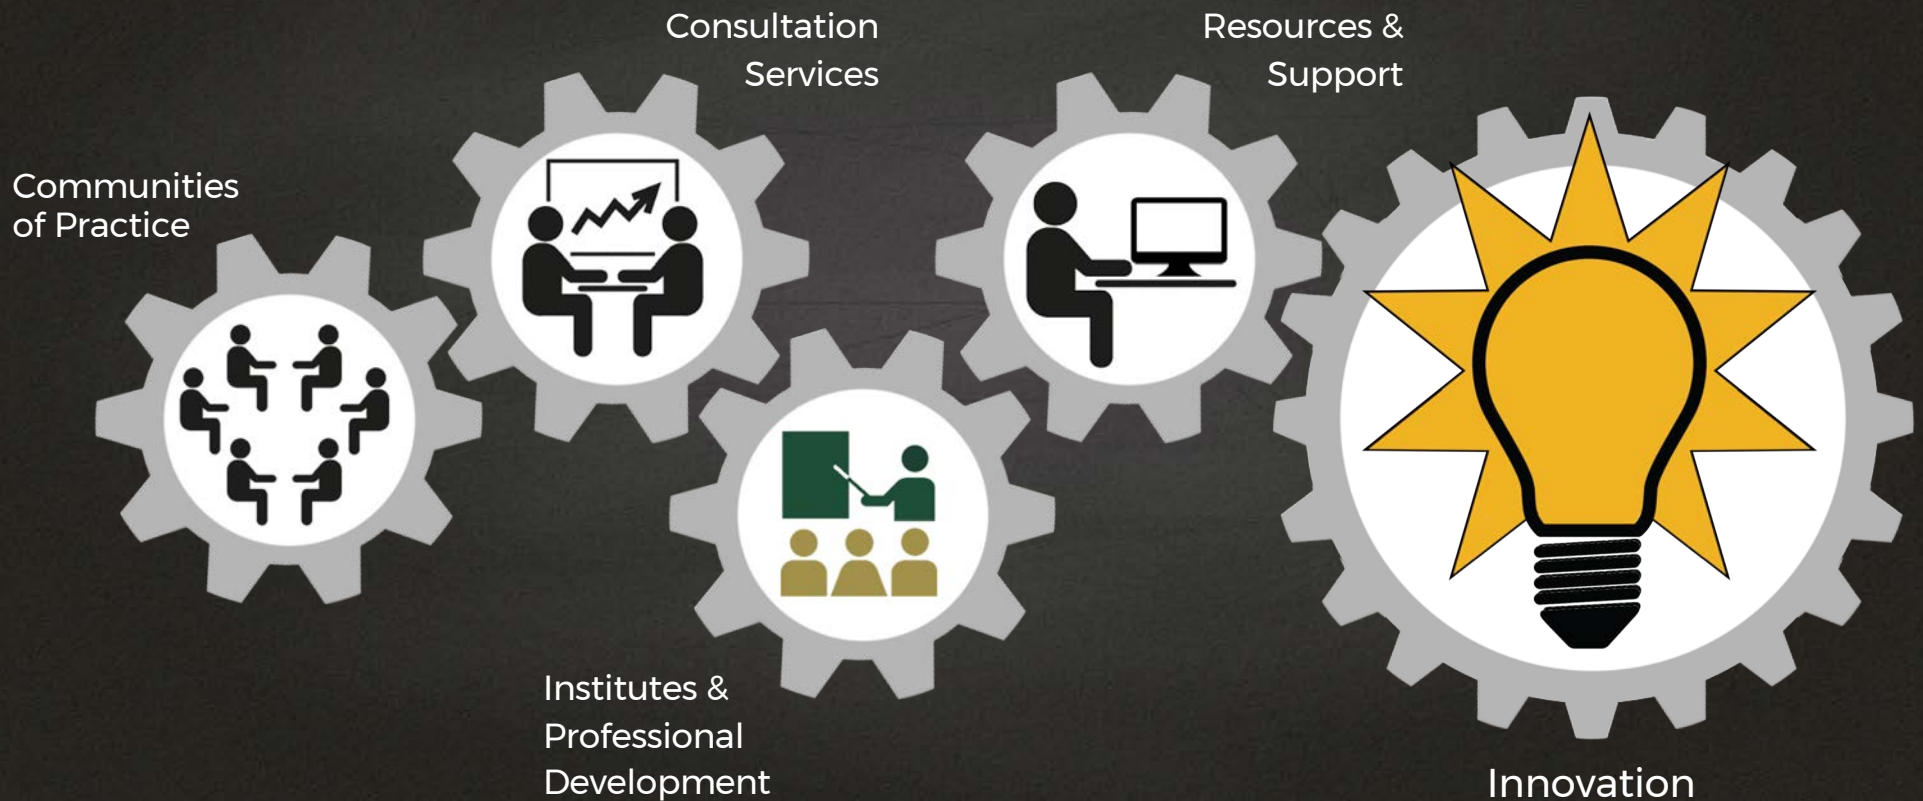 Communities
of Practice
Consultation
Services
Institutes &
Professional
Development
Resources &
Support
Innovation